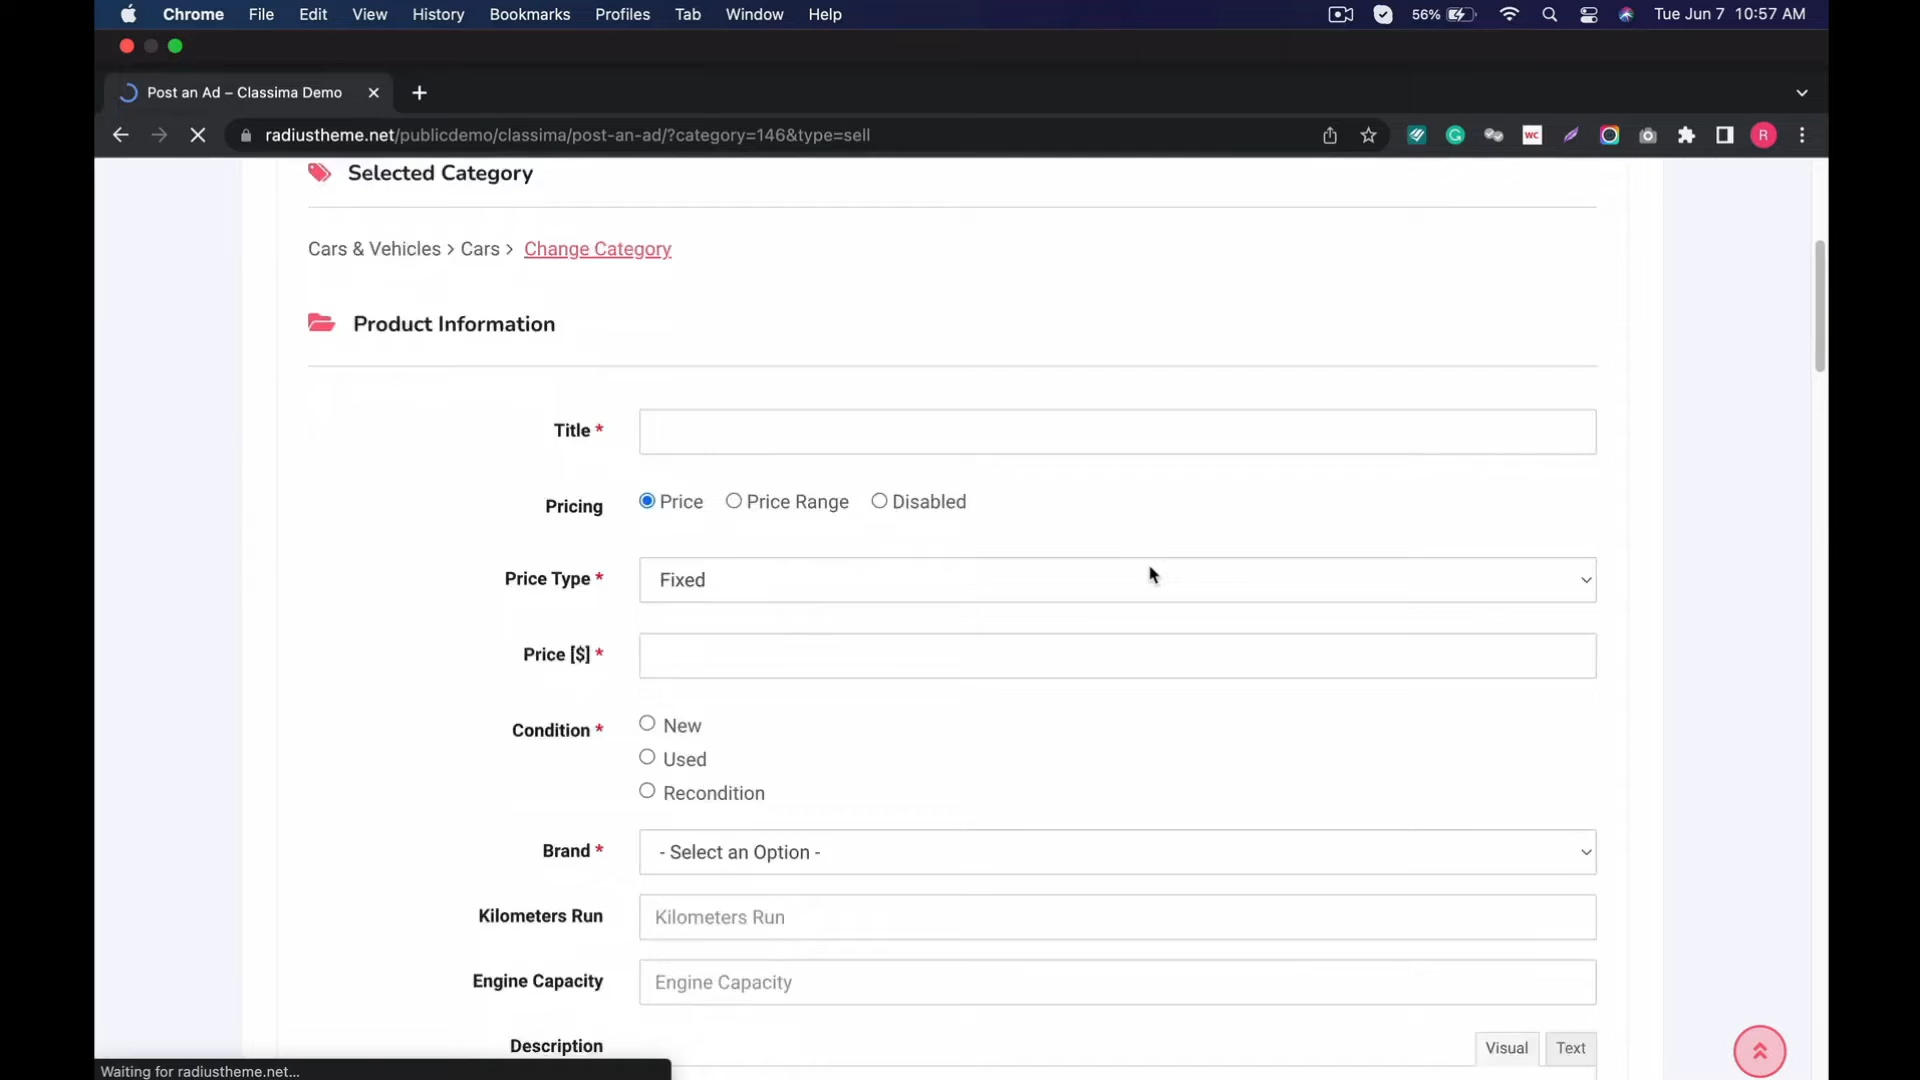 Chrome File Edit View History Bookmarks Profiles Tab Window Help 56% Tue Jun 7 10:57 AM
Post an Ad – Classima Demo
radiustheme.net/publicdemo/classima/post-an-ad/?category=146&type=sell WC R
Selected Category
Cars & Vehicles > Cars > Change Category
Product Information
Title *
Pricing Price Price Range Disabled
Price Type * Fixed
Price [$] *
Condition * New
Used
Recondition
Brand * - Select an Option -
Kilometers Run Kilometers Run
Engine Capacity Engine Capacity
Description Visual Text
Waiting for radiustheme.net...